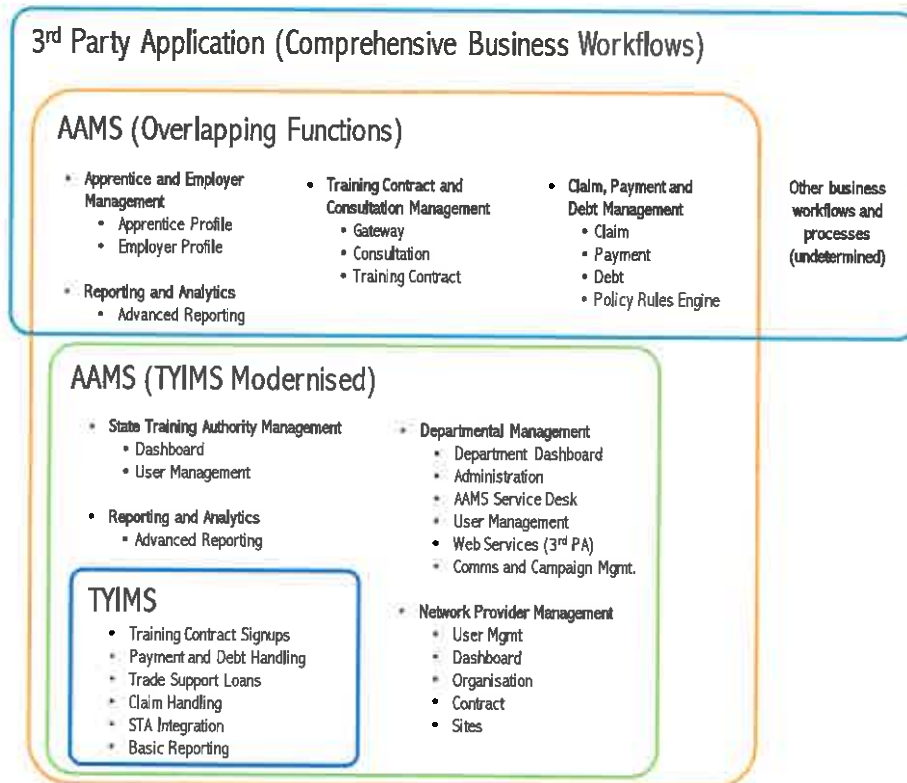 3rd Party Application (Comprehensive Business Workflows)
AAMS (Overlapping Functions)
• Apprentice and Employer
Management
• Apprentice Profile
• Employer Profile
• Reporting and Analytics
• Advanced Reporting
• Training Contract and
Consultation Management
• Gateway
• Consultation
• Training Contract
• Claim, Payment and
Debt Management
• Claim
• Payment
• Debt
• Policy Rules Engine
Other business
workflows and
processes
(undetermined)
AAMS (TYIMS Modernised)
• State Training Authority Management
• Dashboard
• User Management
• Reporting and Analytics
• Advanced Reporting
• Departmental Management
• Department Dashboard
• Administration
• AAMS Service Desk
• User Management
• Web Services (3rd PA)
• Comms and Campaign Mgmt.
• Network Provider Management
• User Mgmt
• Dashboard
• Organisation
• Contract
• Sites
TYIMS
• Training Contract Signups
• Payment and Debt Handling
• Trade Support Loans
• Claim Handling
• STA Integration
• Basic Reporting